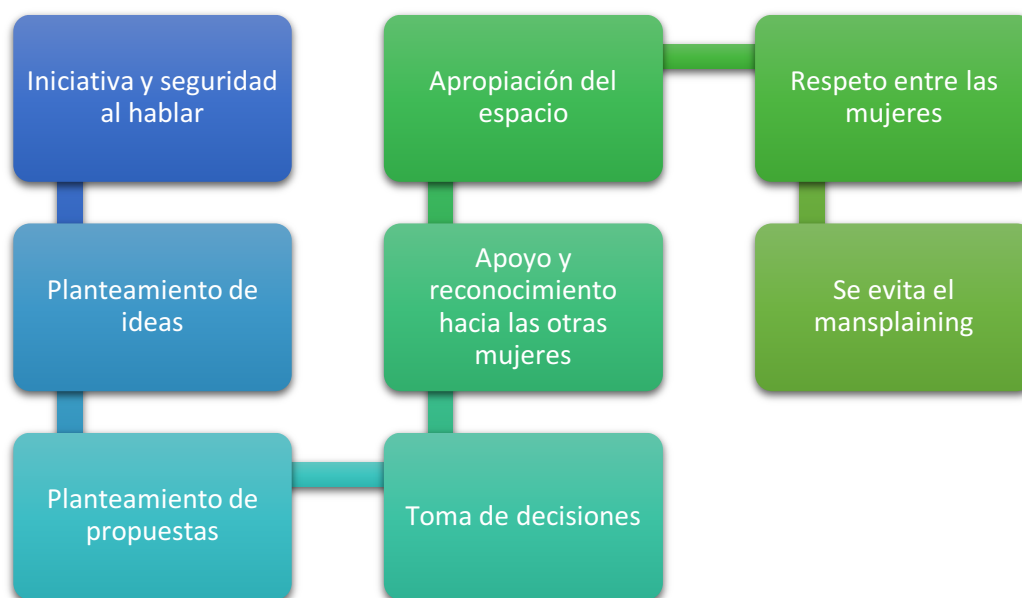 Iniciativa y seguridad
al hablar
Planteamiento de
ideas
Planteamiento de
propuestas
Toma de decisiones
Apoyo y
reconocimiento
hacia las otras
mujeres
Apropiación del
espacio
Respeto entre las
mujeres
Se evita el
mansplaining